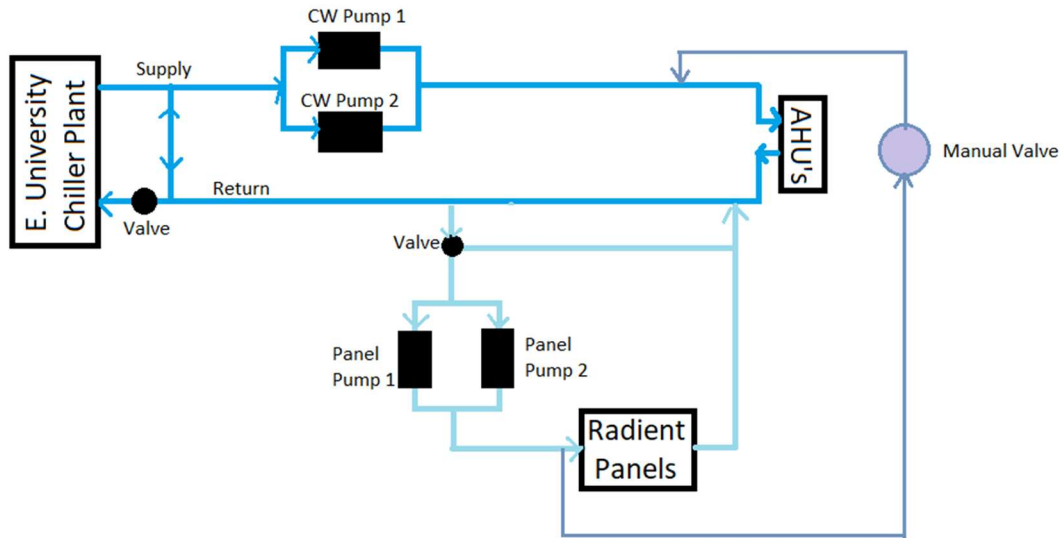 CW Pump 1
Supply
E. University
Chiller Plant
CW Pump 2
AHU's
Manual Valve
Return
Valve
Valve
Panel
Pump 1
Panel
Pump 2
Radient
Panels